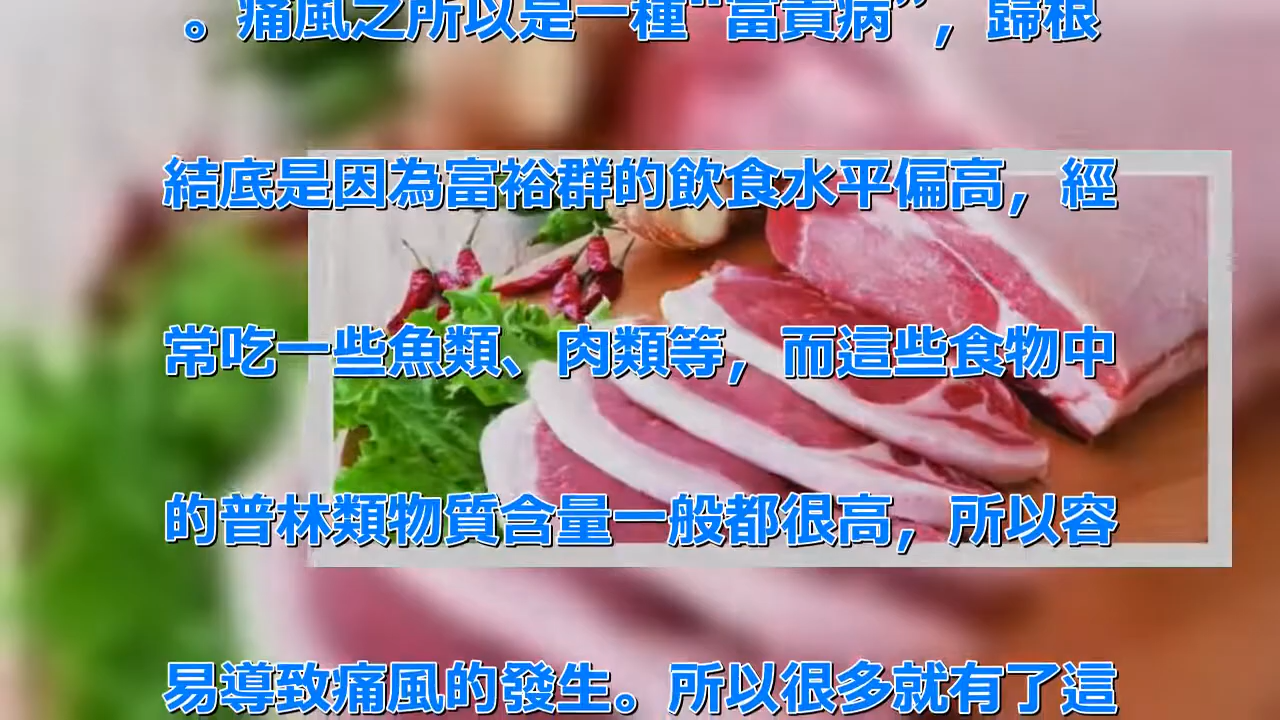 。痛風之所以是一種“富貴病”，歸根
結底是因為富裕群的飲食水平偏高，經
常吃一些魚類、肉類等，而這些食物中
的普林類物質含量一般都很高，所以容
易導致痛風的發生。所以很多就有了這